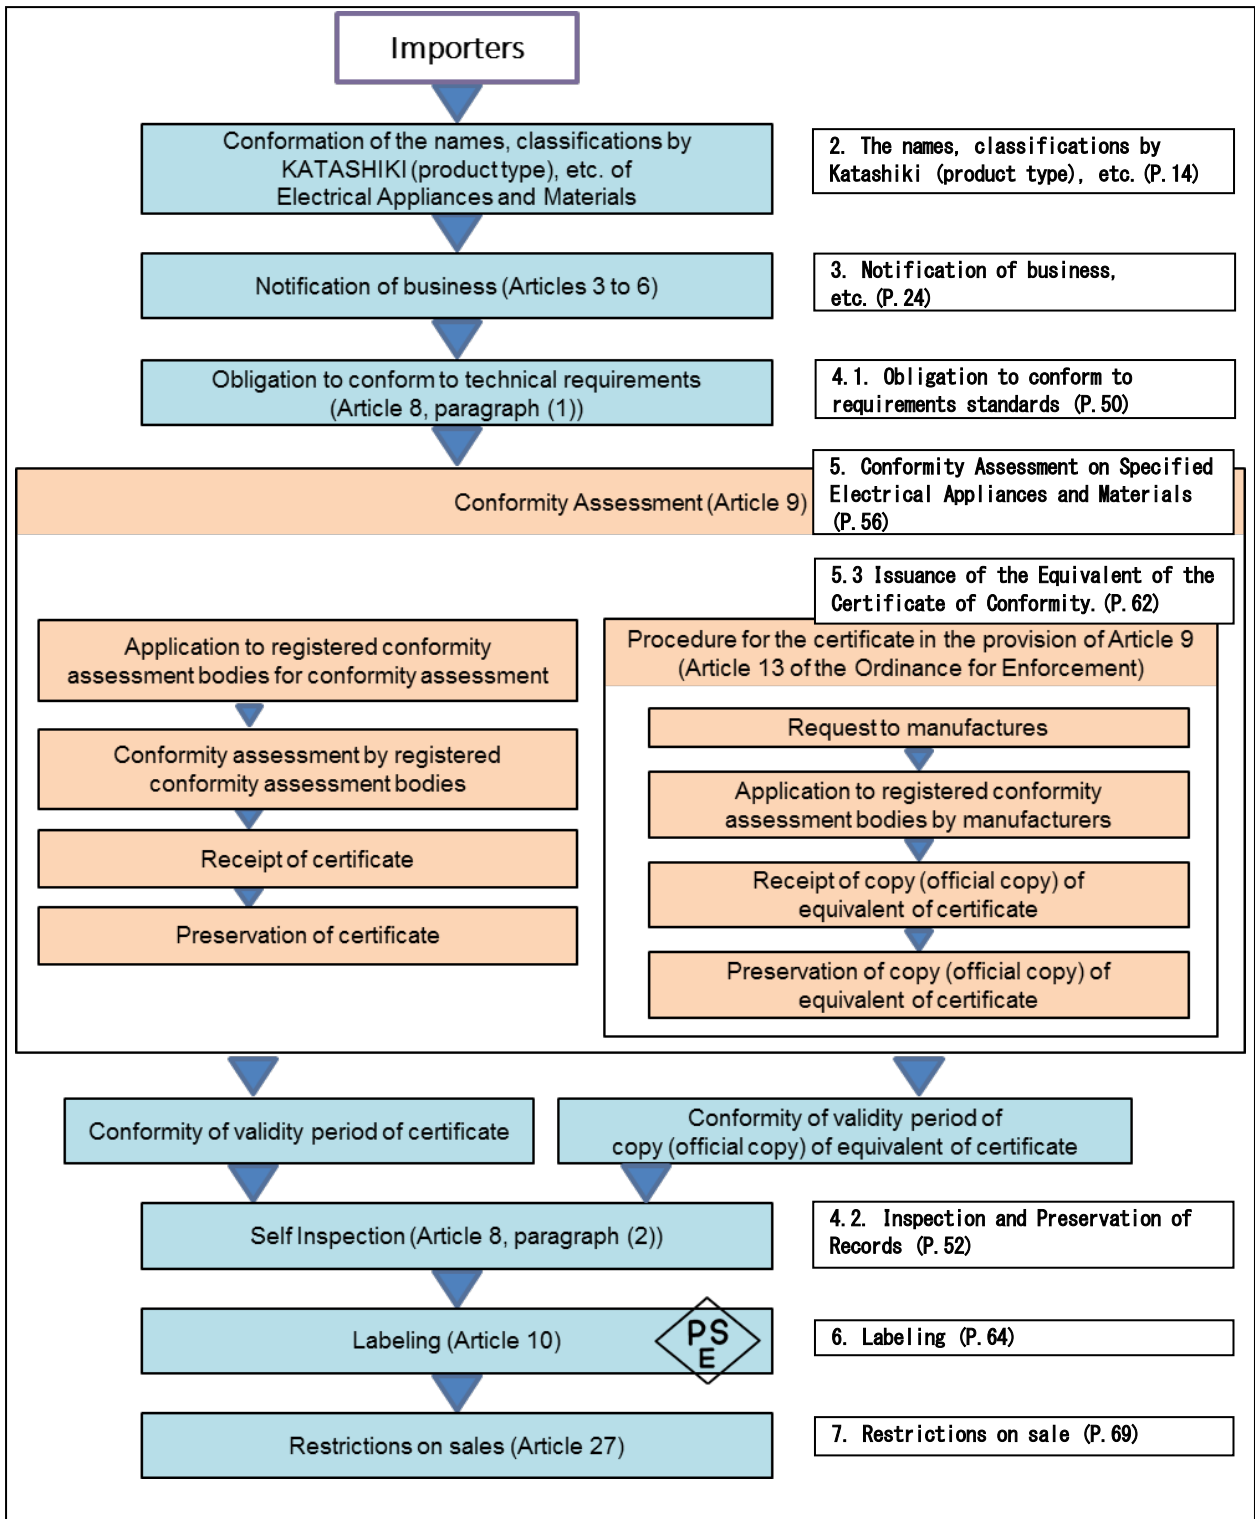 Importers
Conformation of the names, classifications by
KATASHIKI (product type), etc. of
Electrical Appliances and Materials
2. The names, classifications by
Katashiki (product type), etc. (P.14)
Notification of business (Articles 3 to 6)
3. Notification of business,
etc. (P.24)
Obligation to conform to technical requirements
(Article 8, paragraph (1))
4.1. Obligation to conform to
requirements standards (P.50)
Conformity Assessment (Article 9)
5. Conformity Assessment on Specified
Electrical Appliances and Materials
(P.56)
5.3 Issuance of the Equivalent of the
Certificate of Conformity. (P.62)
Application to registered conformity
assessment bodies for conformity assessment
Conformity assessment by registered
conformity assessment bodies
Receipt of certificate
Preservation of certificate
Procedure for the certificate in the provision of Article 9
(Article 13 of the Ordinance for Enforcement)
Request to manufactures
Application to registered conformity
assessment bodies by manufacturers
Receipt of copy (official copy) of
equivalent of certificate
Preservation of copy (official copy) of
equivalent of certificate
Conformity of validity period of certificate
Conformity of validity period of
copy (official copy) of equivalent of certificate
Self Inspection (Article 8, paragraph (2))
4.2. Inspection and Preservation of
Records (P.52)
Labeling (Article 10)
PS
E
6. Labeling (P.64)
Restrictions on sales (Article 27)
7. Restrictions on sale (P.69)